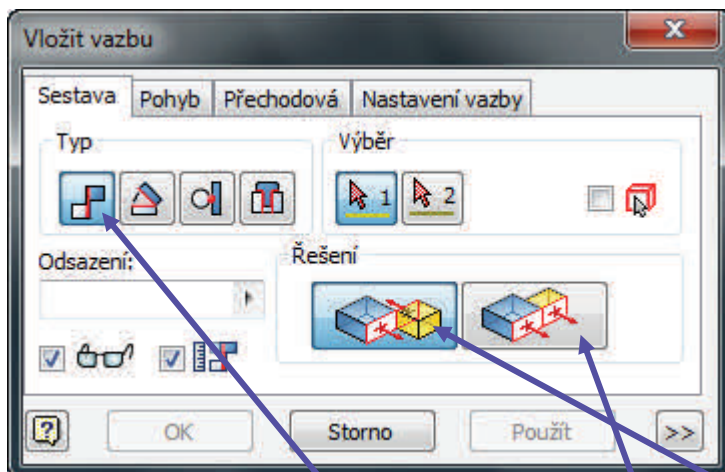 Vložit vazbu
Sestava Pohyb Přechodová Nastavení vazby
Typ Výběr
1 2
Odsazení: Řešení
OK Storno Použít >>